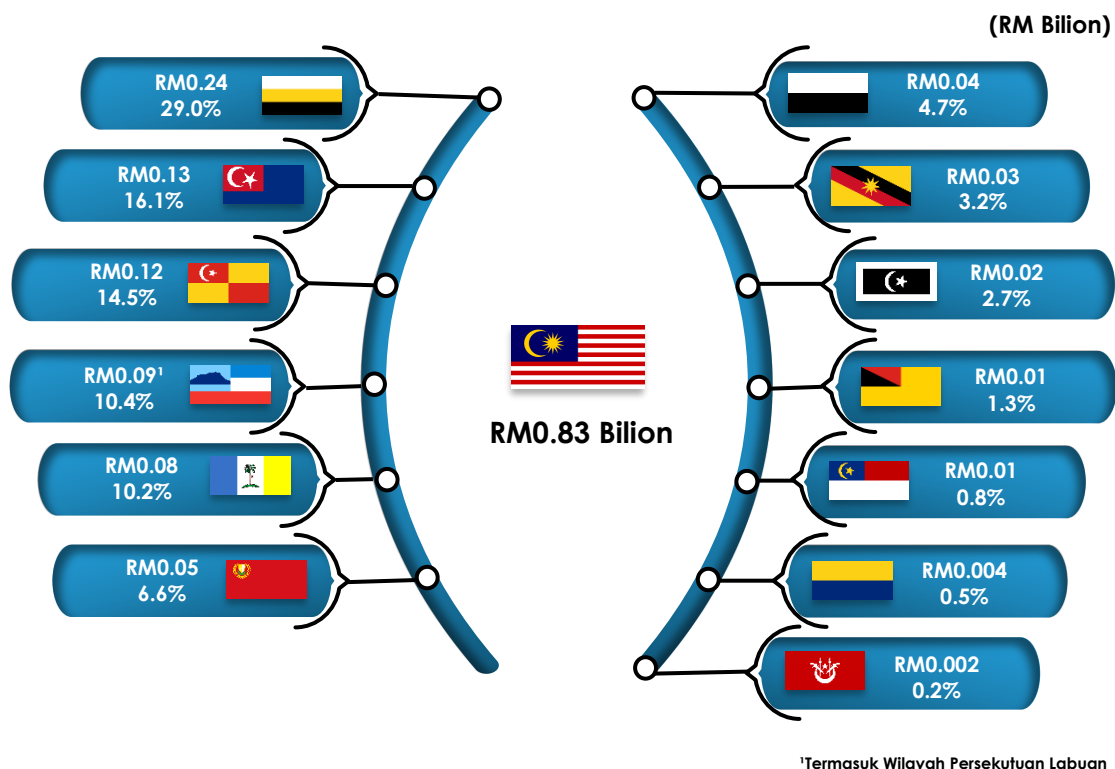 (RM Bilion)
RM0.24
29.0%
RM0.13
16.1%
RM0.12
14.5%
RM0.09¹
10.4%
RM0.08
10.2%
RM0.05
6.6%
RM0.83 Bilion
RM0.04
4.7%
RM0.03
3.2%
RM0.02
2.7%
RM0.01
1.3%
RM0.01
0.8%
RM0.004
0.5%
RM0.002
0.2%
¹Termasuk Wilayah Persekutuan Labuan